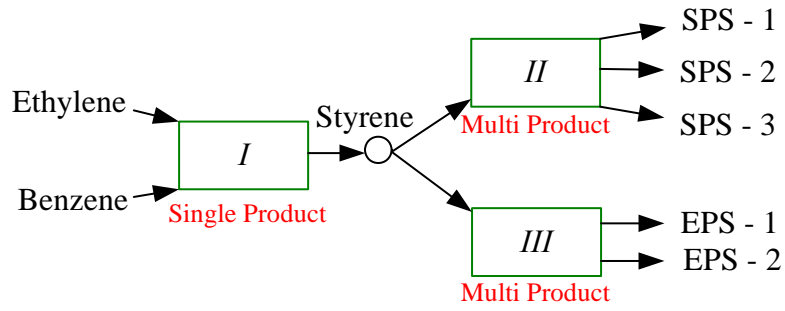 Ethylene
Benzene
I
Single Product
Styrene
II
Multi Product
SPS - 1
SPS - 2
SPS - 3
III
Multi Product
EPS - 1
EPS - 2